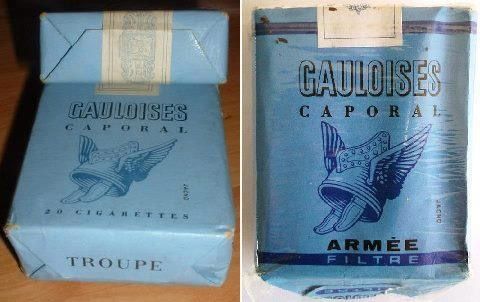 GAULOISES
CAPORAL
20 CIGARETTES
TROUPE
GAULOISES
CAPORAL
ARMÉE
FILTRE